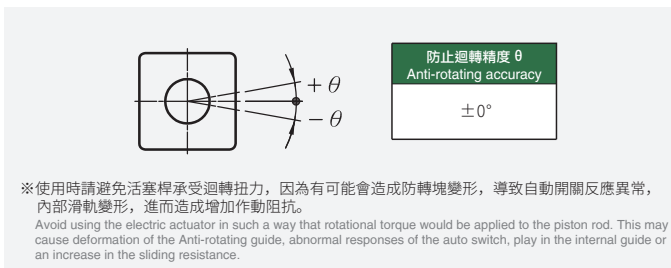 +θ
−θ
防止迴轉精度 θ
Anti-rotating accuracy
±0°
※使用時請避免活塞桿承受迴轉扭力，因為有可能會造成防轉塊變形，導致自動開關反應異常，
內部滑軌變形，進而造成增加作動阻抗。
Avoid using the electric actuator in such a way that rotational torque would be applied to the piston rod. This may
cause deformation of the Anti-rotating guide, abnormal responses of the auto switch, play in the internal guide or
an increase in the sliding resistance.